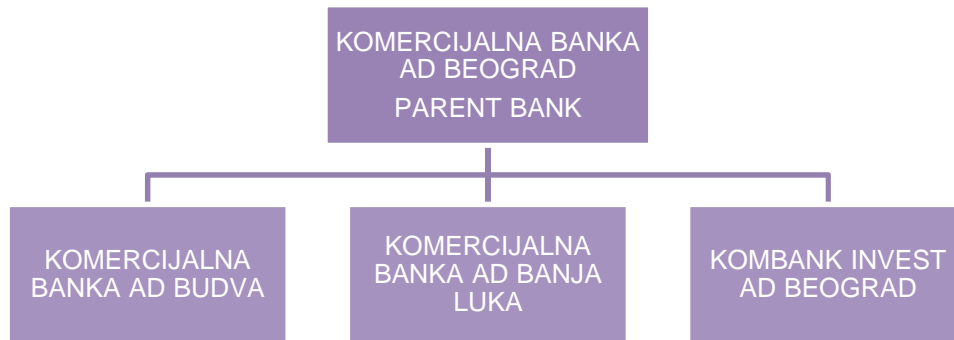 KOMERCIJALNA BANKA
AD BEOGRAD
PARENT BANK
KOMERCIJALNA
BANKA AD BUDVA
KOMERCIJALNA
BANKA AD BANJA
LUKA
KOMBANK INVEST
AD BEOGRAD